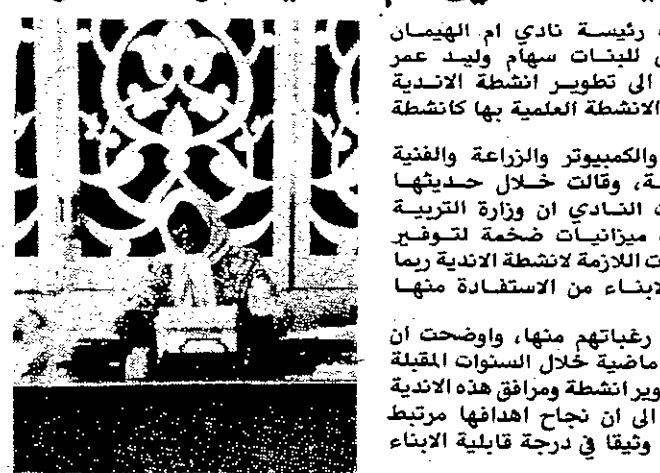 رئيسة نادي ام الهيمان
للبنات سهام وليد عمر
الى تطوير انشطة الاندية
الانشطة العلمية بها كانشطة
والكمبيوتر والزراعة والفنية
ة، وقالت خلال حديثها
النادي ان وزارة التربية
ميزانيات ضخمة لتوفير
ت اللازمة لانشطة الاندية ربما
لابناء من الاستفادة منها
رغباتهم منها، واوضحت ان
ماضية خلال السنوات المقبلة
وير انشطة ومرافق هذه الاندية
الى ان نجاح اهدافها مرتبط
وثيقا في درجة قابلية الابناء